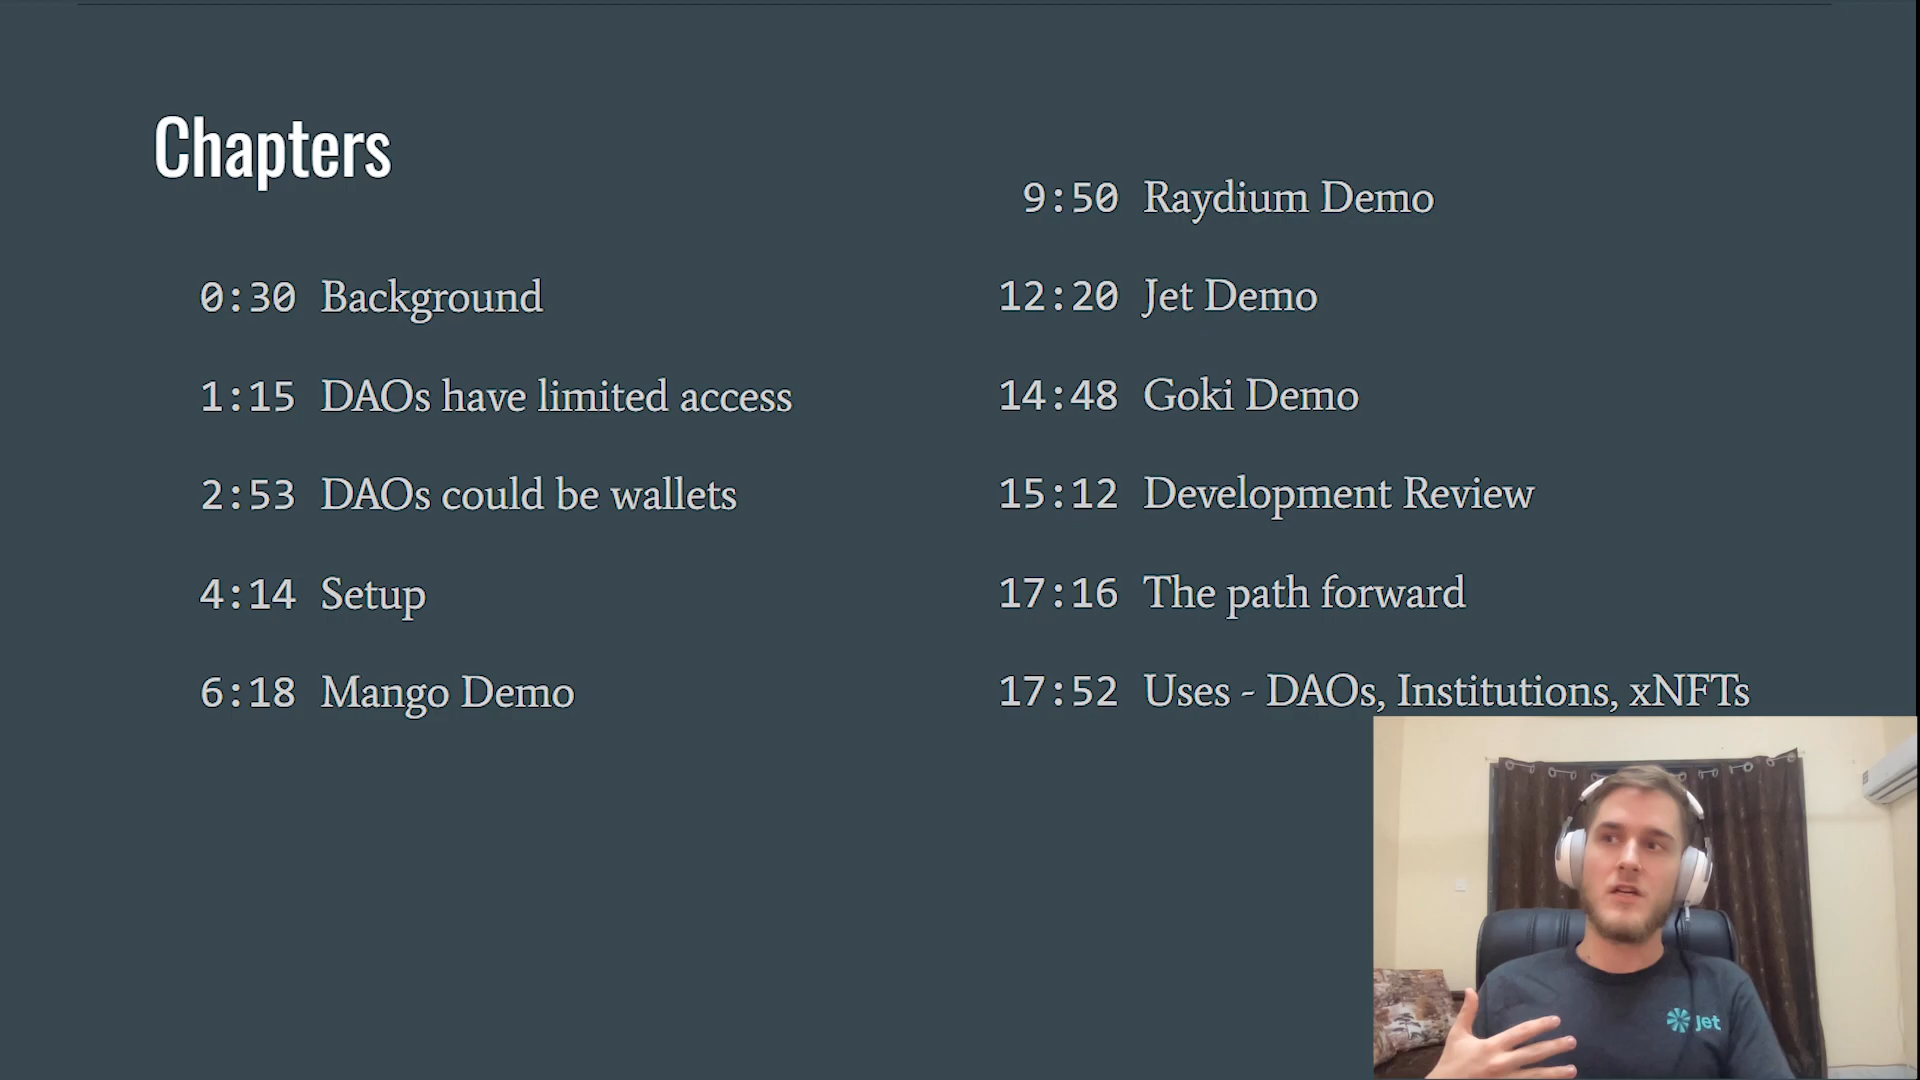 Chapters
0:30 Background
1:15 DAOs have limited access
2:53 DAOs could be wallets
4:14 Setup
6:18 Mango Demo
9:50 Raydium Demo
12:20 Jet Demo
14:48 Goki Demo
15:12 Development Review
17:16 The path forward
17:52 Uses - DAOs, Institutions, xNFTs
jet